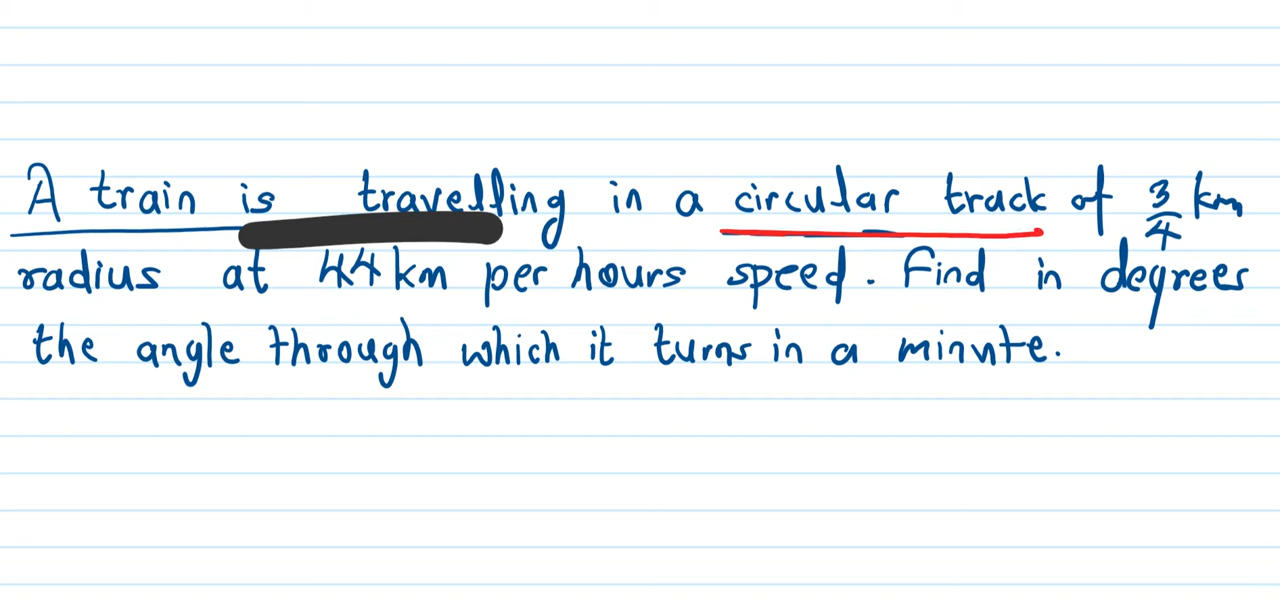 A train is travelling in a circular track of 3/4 km
radius at 44 km per hours speed. Find in degrees
the angle through which it turns in a minute.